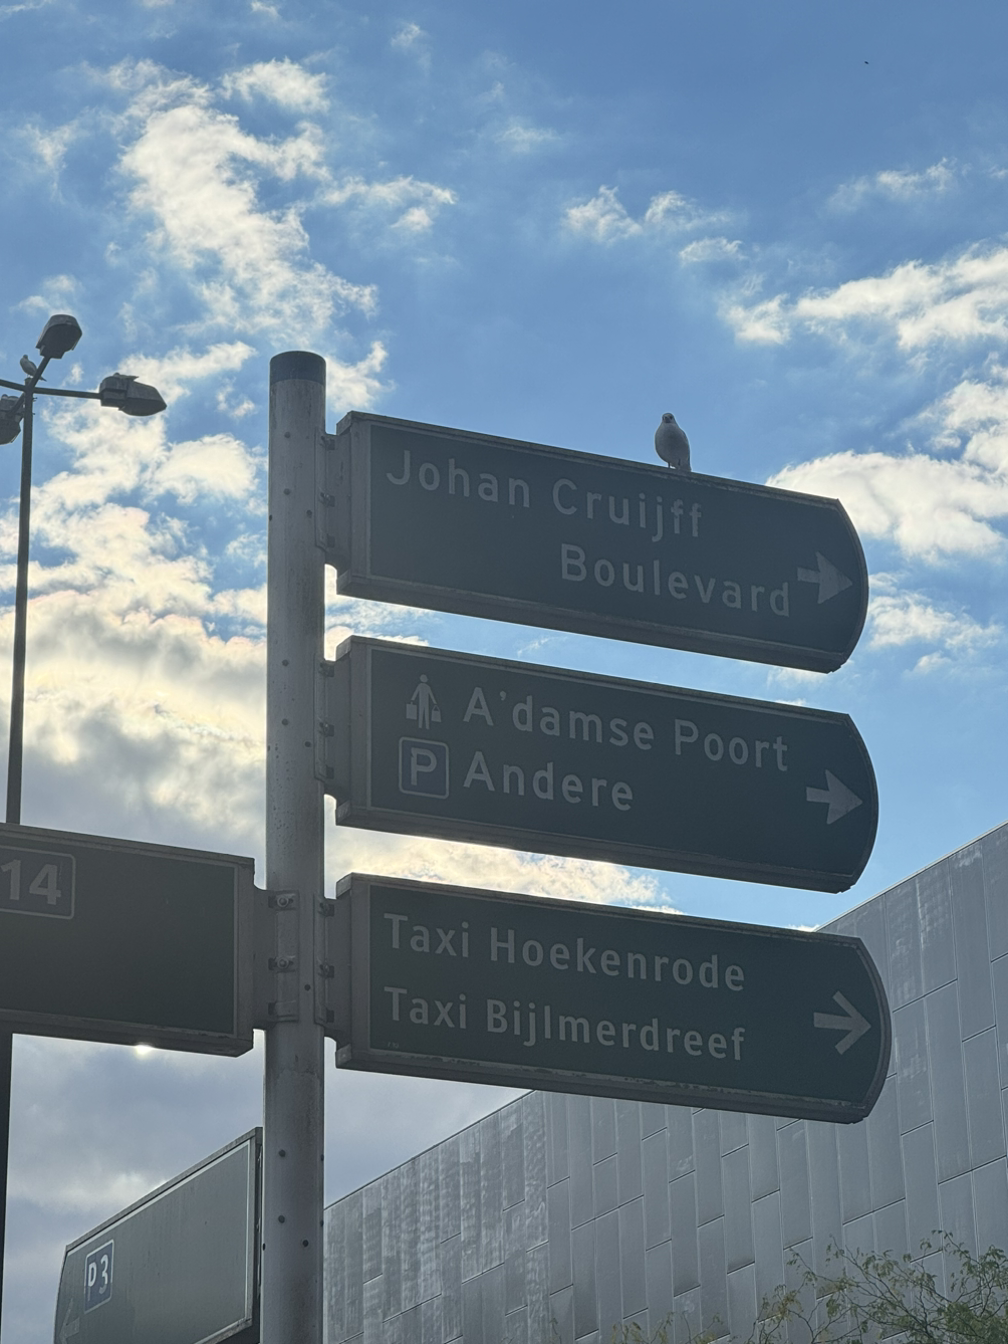 Johan Cruijff
Boulevard
A'damse Poort
P Andere
14
Taxi Hoekenrode
Taxi Bijlmerdreef
P3